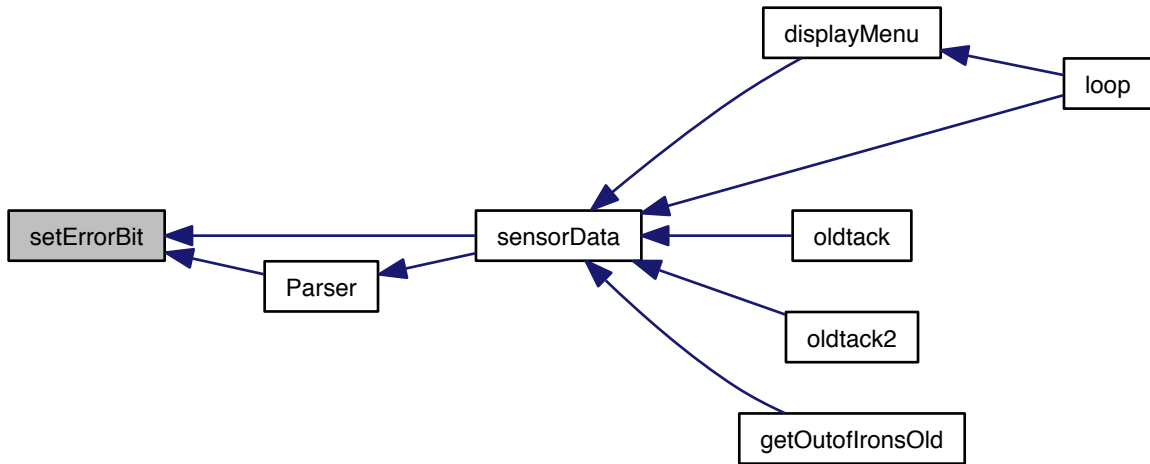 displayMenu
loop
setErrorBit
sensorData
oldtack
Parser
oldtack2
getOutofIronsOld